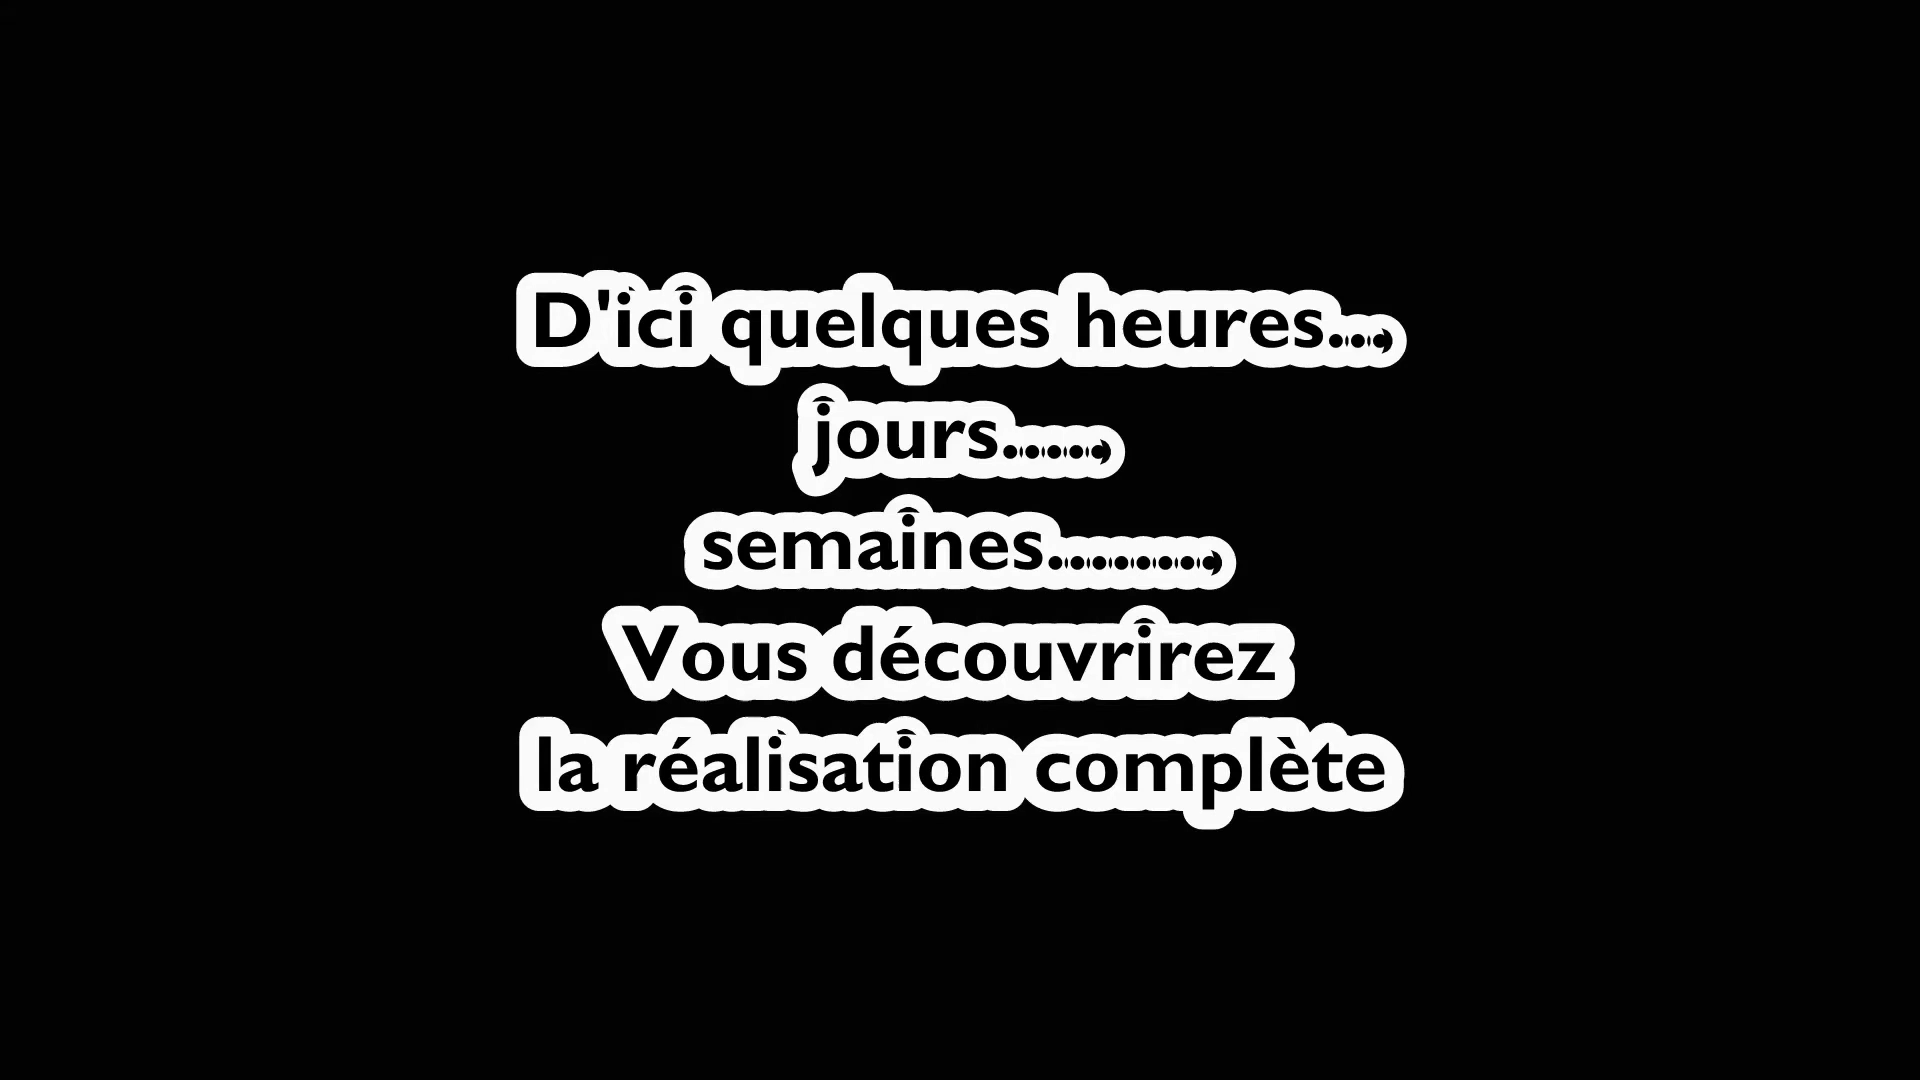 D'ici quelques heures...
jours.....
semaines........
Vous découvrirez
la réalisation complète